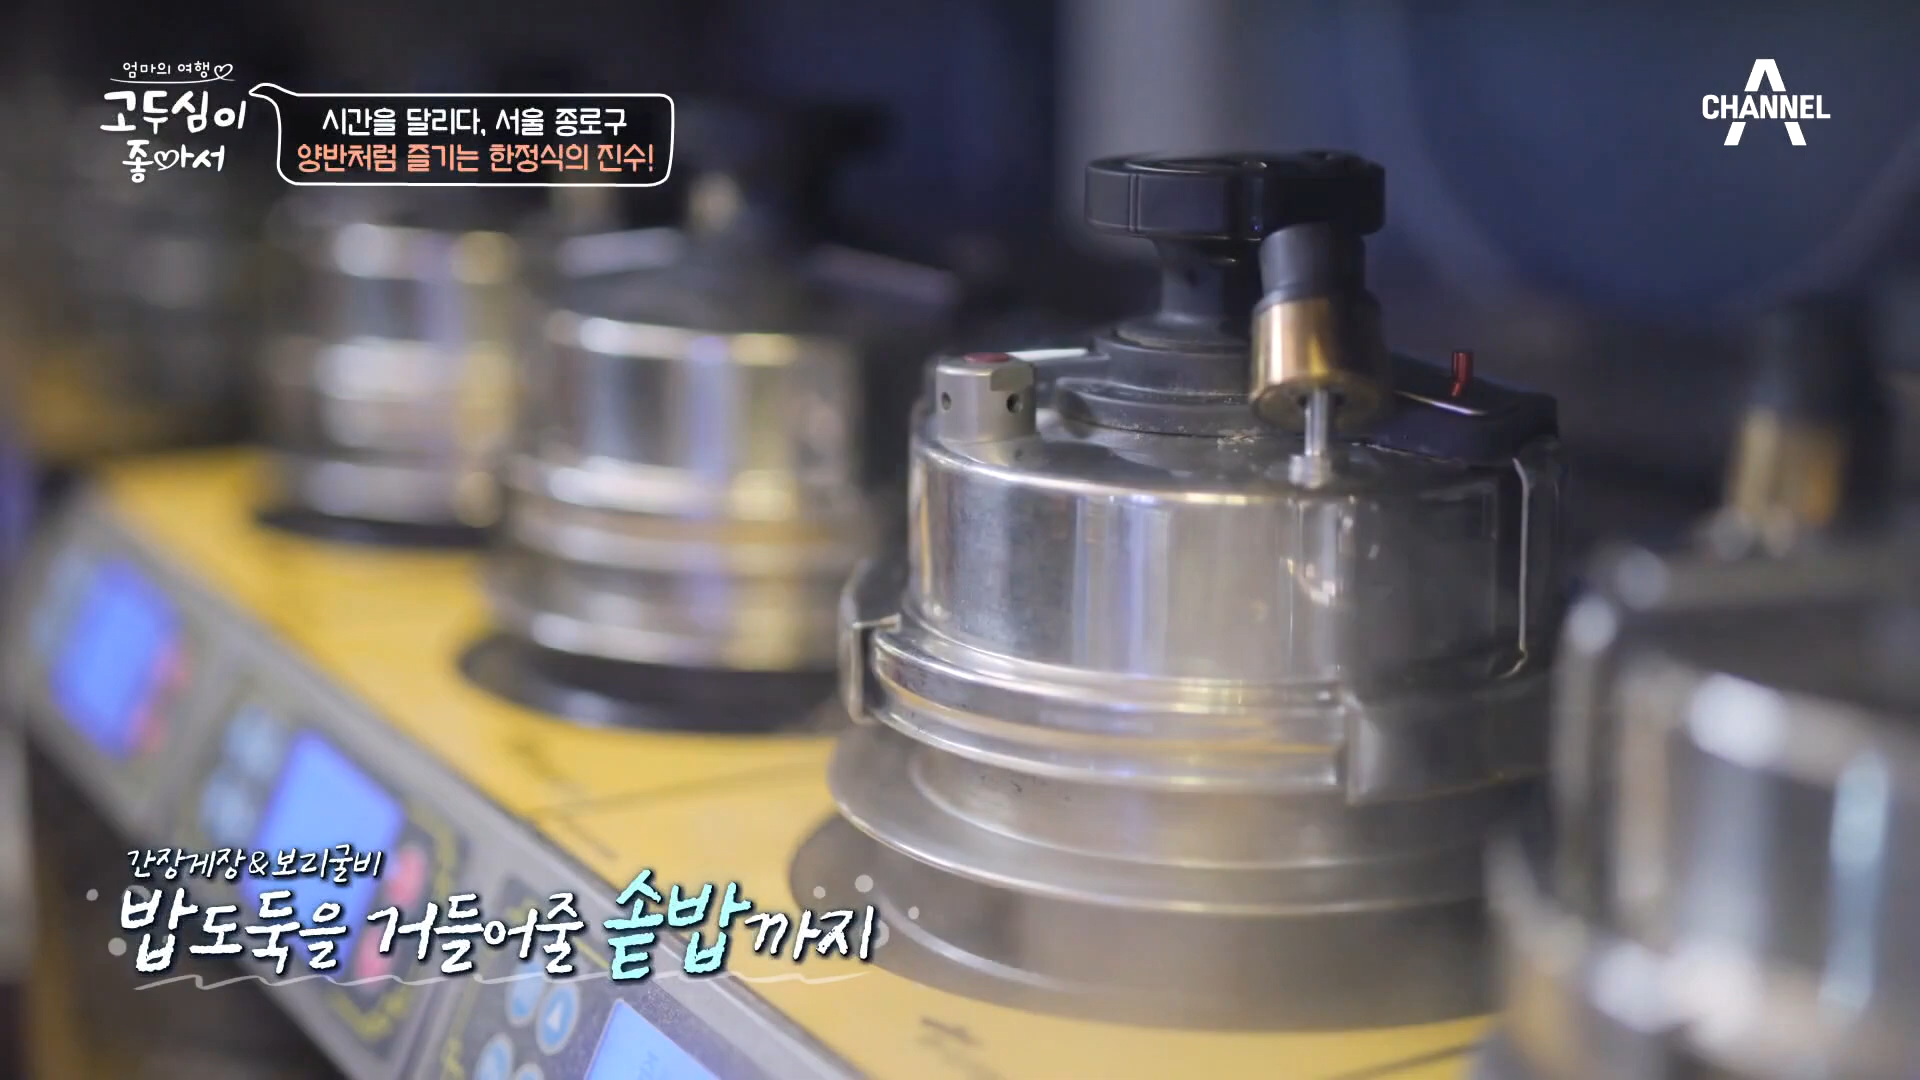 엄마의 여행
고두심이
좋아서
시간을 달리다, 서울 종로구
양반처럼 즐기는 한정식의 진수!
CHANNEL A
간장게장&보리굴비
밥도둑을 거들어줄 솥밥까지